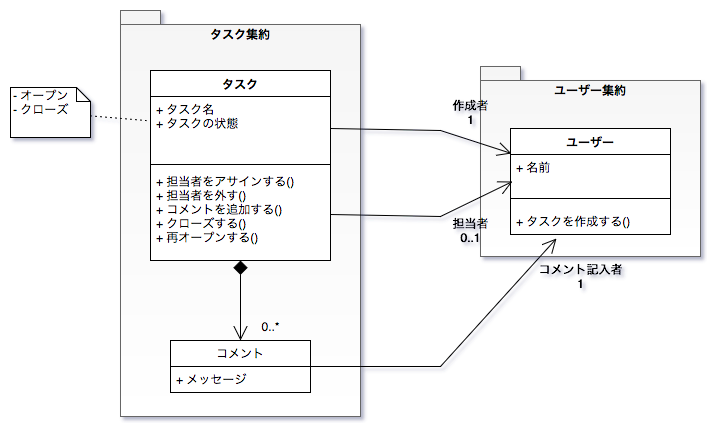 タスク集約
タスク
- オープン
- クローズ
+ タスク名
+ タスクの状態
+ 担当者をアサインする()
+ 担当者を外す()
+ コメントを追加する()
+ クローズする()
+ 再オープンする()
0..*
コメント
+ メッセージ
作成者
1
担当者
0..1
コメント記入者
1
ユーザー集約
ユーザー
+ 名前
+ タスクを作成する()